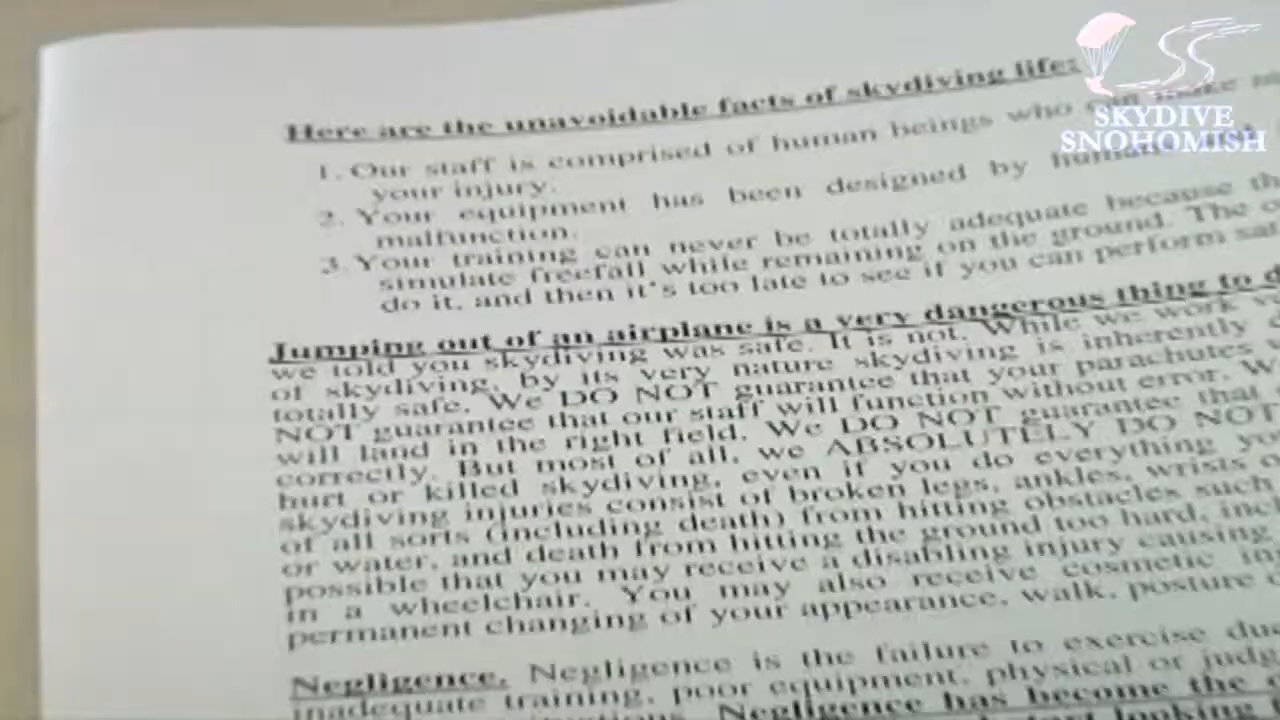 SKYDIVE
SNOHOMISH
Here are the unavoidable facts of skydiving life:
1. Our staff is comprised of human beings who can make
your injury.
2. Your equipment has been designed by humans
malfunction.
3. Your training can never be totally adequate because
simulate freefall while remaining on the ground. The
do it, and then it's too late to see if you can perform
Jumping out of an airplane is a very dangerous thing to
we told you skydiving was safe. It is not. While we work
of skydiving, by its very nature skydiving is inherently
totally safe. We DO NOT guarantee that your parachutes
NOT guarantee that our staff will function without error.
will land in the right field. We DO NOT guarantee that
correctly. But most of all, we ABSOLUTELY DO NOT
hurt or killed skydiving, even if you do everything
skydiving injuries consist of broken legs, ankles, wrists
of all sorts (including death) from hitting obstacles such
or water, and death from hitting the ground too hard,
possible that you may receive a disabling injury causing
in a wheelchair. You may also receive cosmetic
permanent changing of your appearance, walk, posture
Negligence. Negligence is the failure to exercise
inadequate training, poor equipment, physical or
Negligence has become the